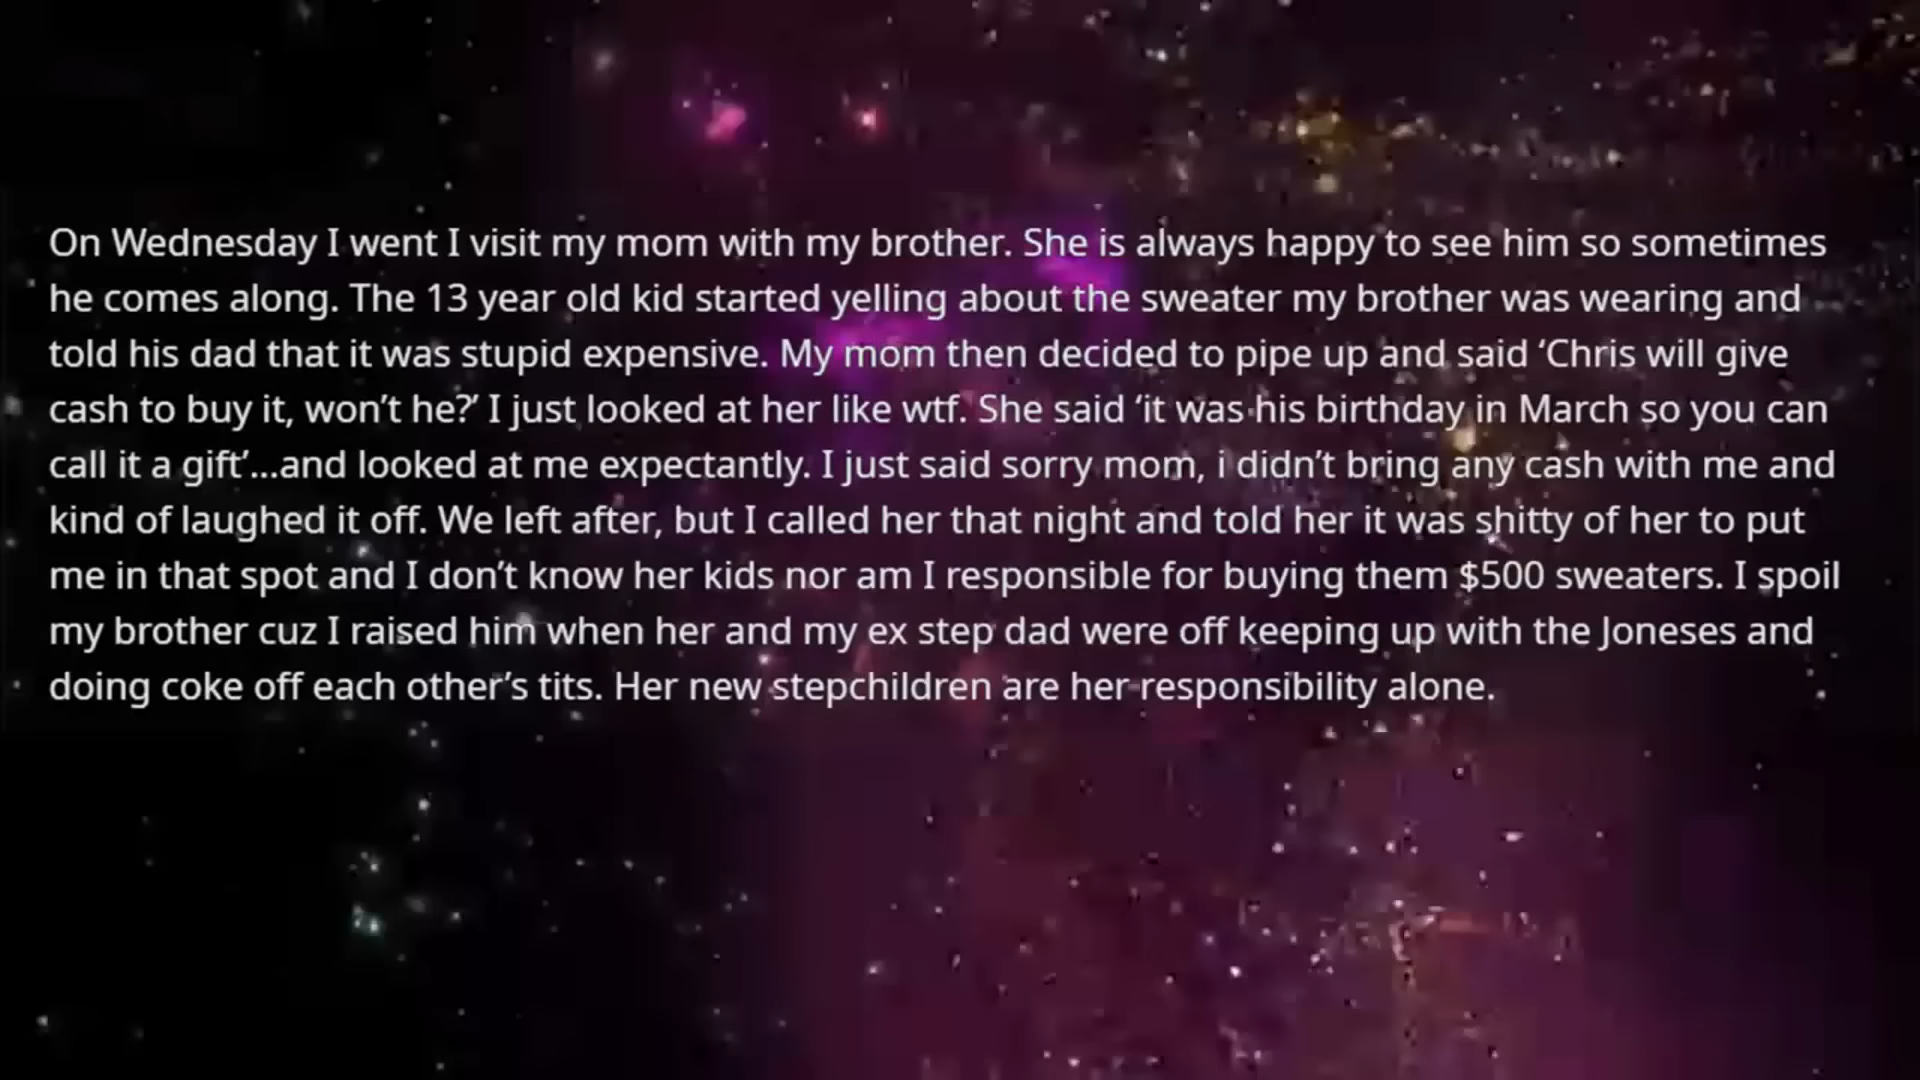 On Wednesday I went I visit my mom with my brother. She is always happy to see him so sometimes
he comes along. The 13 year old kid started yelling about the sweater my brother was wearing and
told his dad that it was stupid expensive. My mom then decided to pipe up and said ‘Chris will give
cash to buy it, won’t he?’ I just looked at her like wtf. She said ‘it was his birthday in March so you can
call it a gift’...and looked at me expectantly. I just said sorry mom, i didn’t bring any cash with me and
kind of laughed it off. We left after, but I called her that night and told her it was shitty of her to put
me in that spot and I don’t know her kids nor am I responsible for buying them $500 sweaters. I spoil
my brother cuz I raised him when her and my ex step dad were off keeping up with the Joneses and
doing coke off each other’s tits. Her new stepchildren are her responsibility alone.